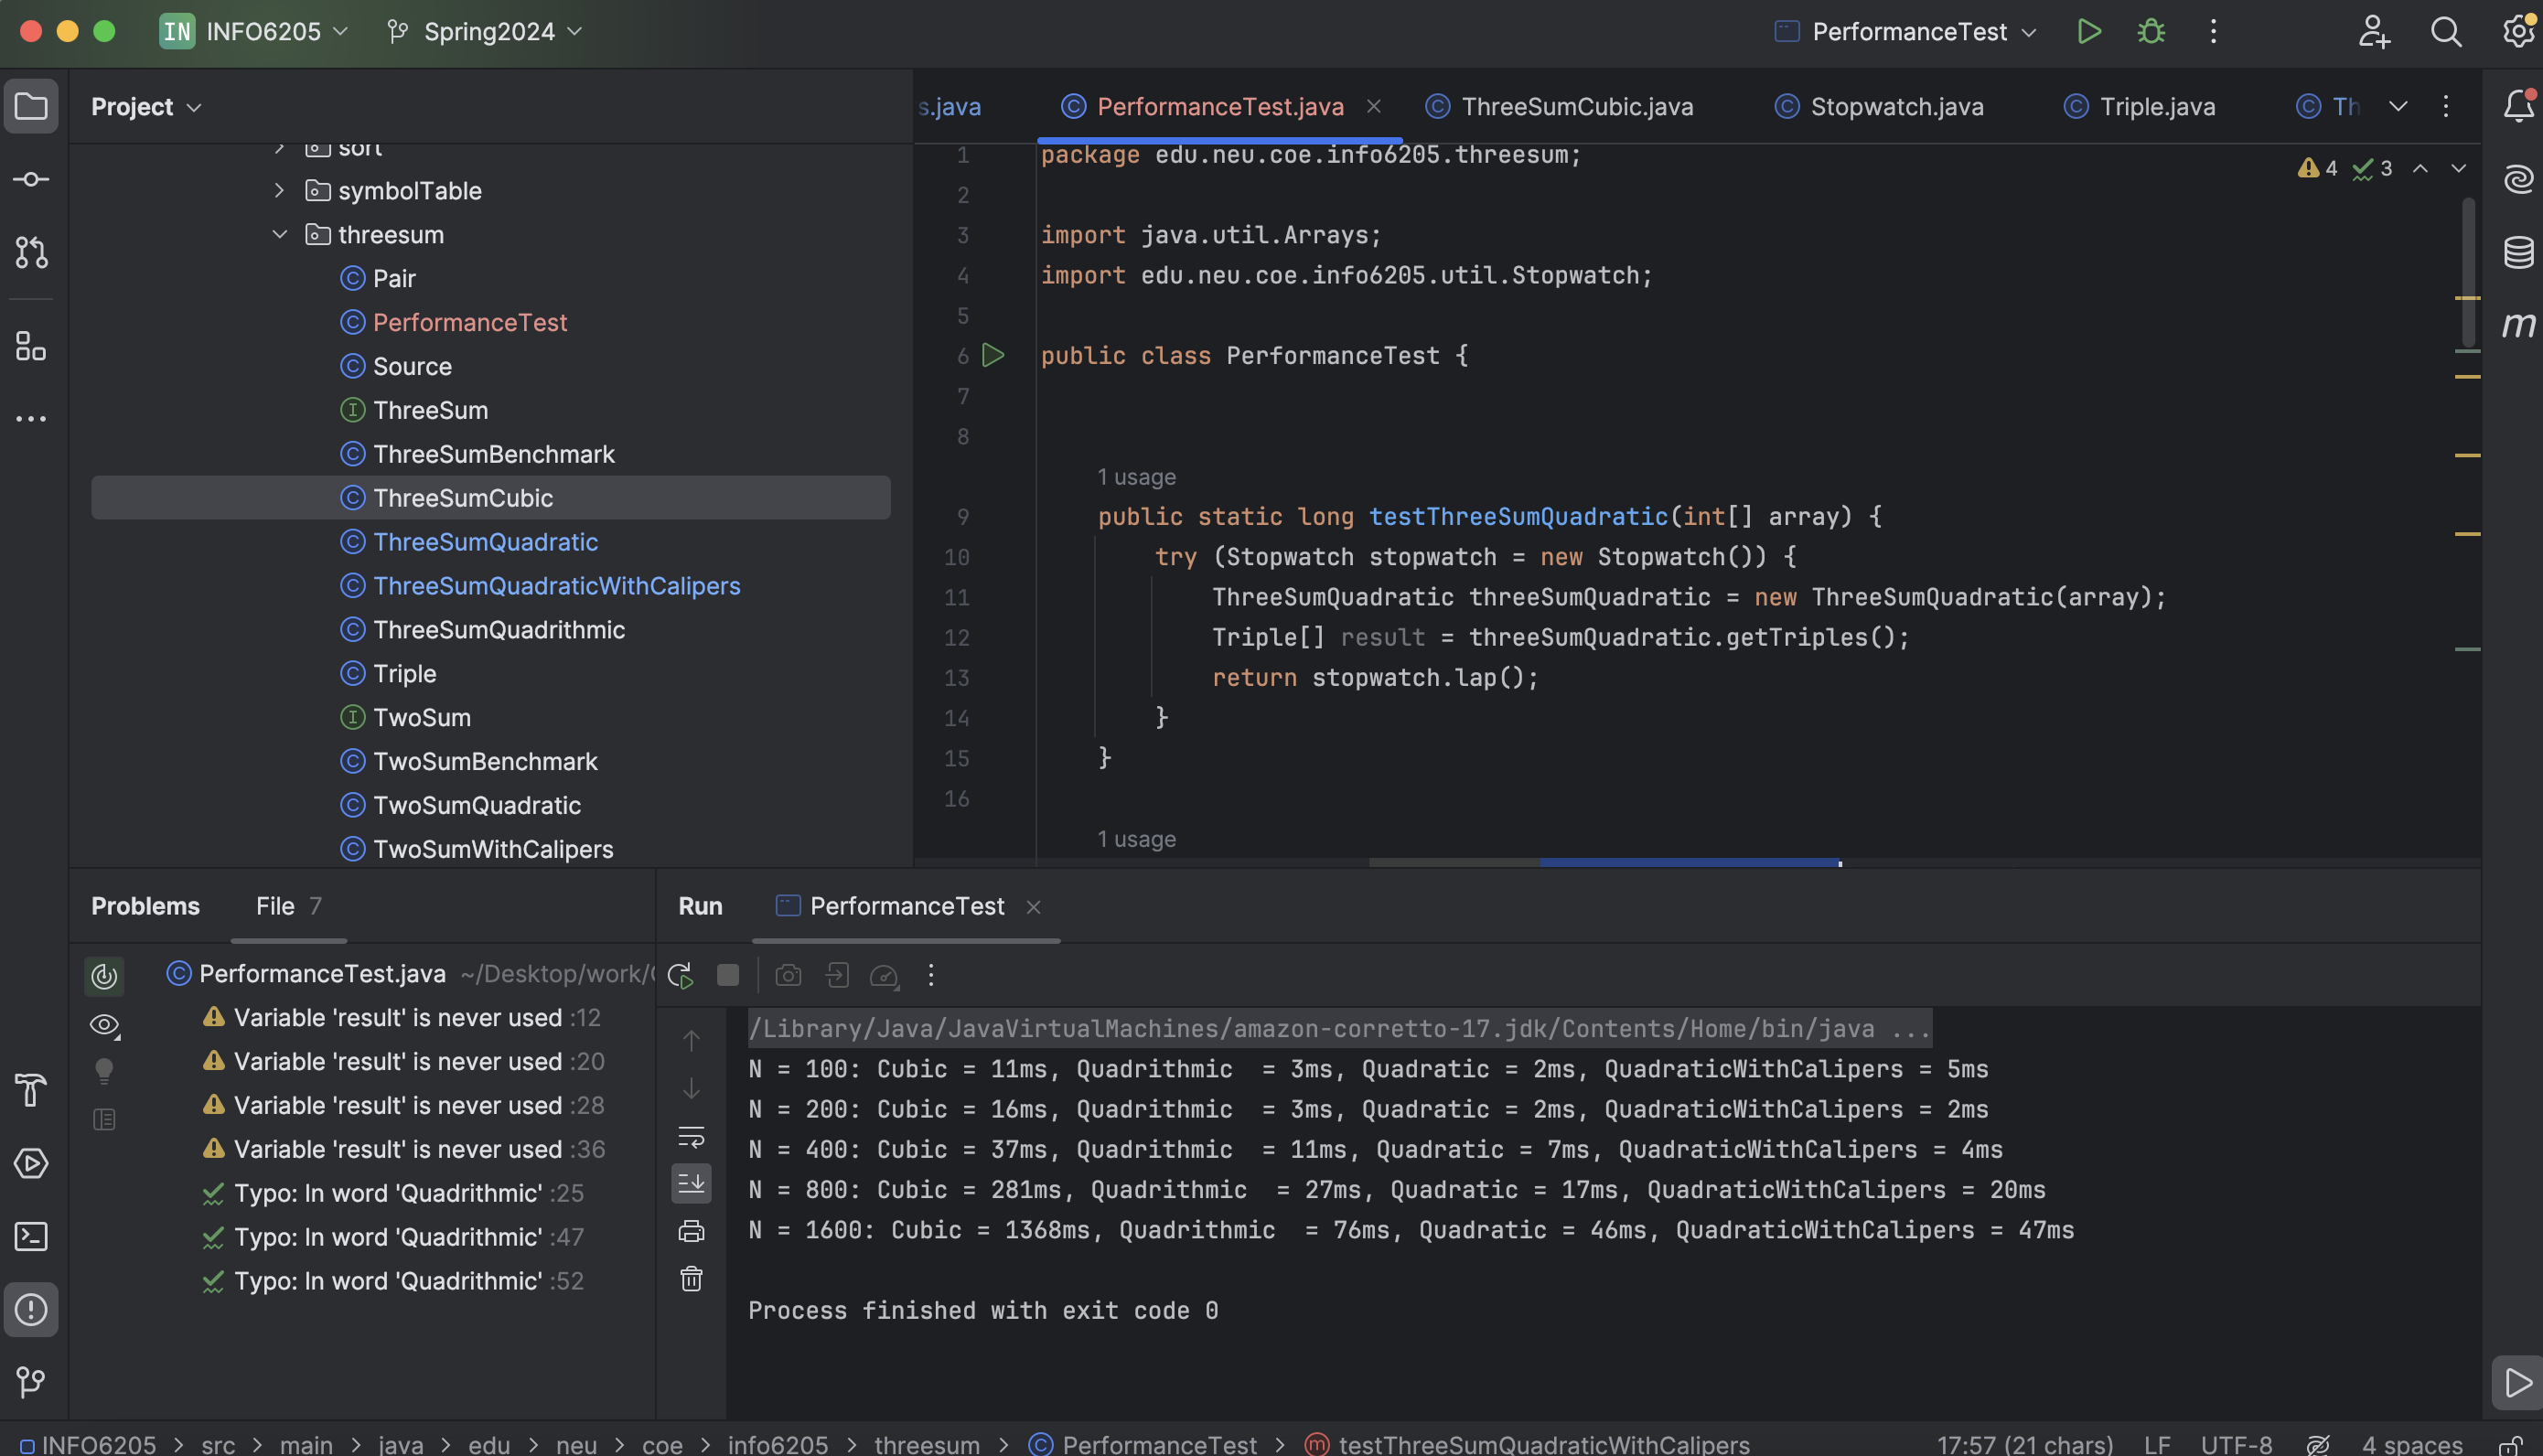 IN INFO6205 Spring2024 PerformanceTest
Project
s.java PerformanceTest.java ThreeSumCubic.java Stopwatch.java Triple.java Th
sort
symbolTable
threesum
Pair
PerformanceTest
Source
ThreeSum
ThreeSumBenchmark
ThreeSumCubic
ThreeSumQuadratic
ThreeSumQuadraticWithCalipers
ThreeSumQuadrithmic
Triple
TwoSum
TwoSumBenchmark
TwoSumQuadratic
TwoSumWithCalipers
4 3
1 package edu.neu.coe.info6205.threesum;
2
3 import java.util.Arrays;
4 import edu.neu.coe.info6205.util.Stopwatch;
5
6 public class PerformanceTest {
7
8
1 usage
9 public static long testThreeSumQuadratic(int[] array) {
10 try (Stopwatch stopwatch = new Stopwatch()) {
11 ThreeSumQuadratic threeSumQuadratic = new ThreeSumQuadratic(array);
12 Triple[] result = threeSumQuadratic.getTriples();
13 return stopwatch.lap();
14 }
15 }
16
1 usage
Problems File 7
PerformanceTest.java ~/Desktop/work/
Variable 'result' is never used :12
Variable 'result' is never used :20
Variable 'result' is never used :28
Variable 'result' is never used :36
Typo: In word 'Quadrithmic' :25
Typo: In word 'Quadrithmic' :47
Typo: In word 'Quadrithmic' :52
Run PerformanceTest
/Library/Java/JavaVirtualMachines/amazon-corretto-17.jdk/Contents/Home/bin/java ...
N = 100: Cubic = 11ms, Quadrithmic  = 3ms, Quadratic = 2ms, QuadraticWithCalipers = 5ms
N = 200: Cubic = 16ms, Quadrithmic  = 3ms, Quadratic = 2ms, QuadraticWithCalipers = 2ms
N = 400: Cubic = 37ms, Quadrithmic  = 11ms, Quadratic = 7ms, QuadraticWithCalipers = 4ms
N = 800: Cubic = 281ms, Quadrithmic  = 27ms, Quadratic = 17ms, QuadraticWithCalipers = 20ms
N = 1600: Cubic = 1368ms, Quadrithmic  = 76ms, Quadratic = 46ms, QuadraticWithCalipers = 47ms
Process finished with exit code 0
INFO6205 > src > main > java > edu > neu > coe > info6205 > threesum > PerformanceTest > testThreeSumQuadraticWithCalipers 17:57 (21 chars) LF UTF-8 4 spaces